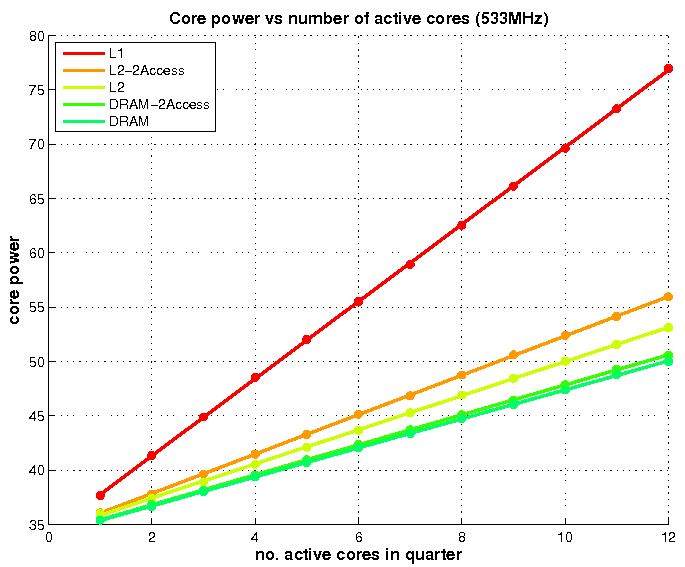 Core power vs number of active cores (533MHz)
L1
L2-2Access
L2
DRAM-2Access
DRAM
80
75
70
65
60
55
50
45
40
35
core power
0 2 4 6 8 10 12
no. active cores in quarter